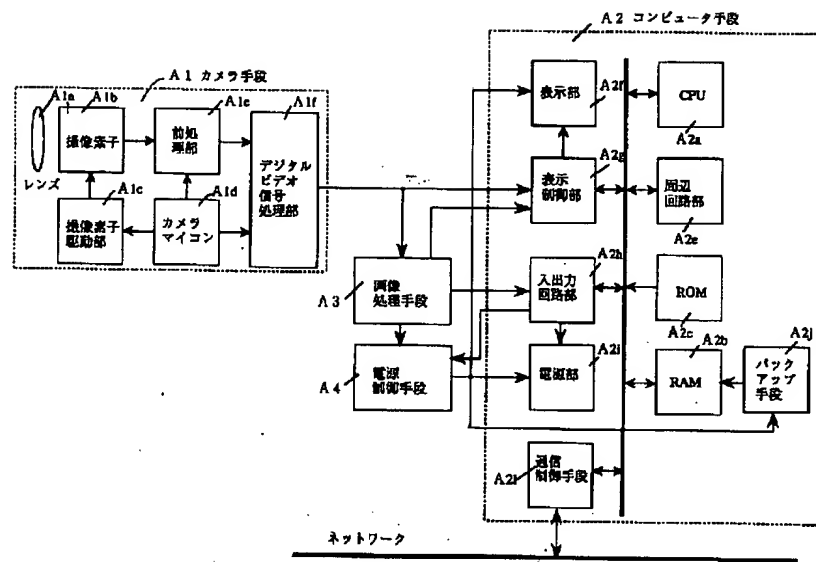 A2 コンピュータ手段
A1 カメラ手段
A1a
A1b
A1e
A1f
撮像素子
前処
理部
デジタル
ビデオ
信号
処理部
レンズ
A1c
A1d
撮像素子
駆動部
カメラ
マイコン
A2f
表示部
CPU
A2a
A2g
表示
制御部
周辺
回路部
A2e
A2h
A3
画像
処理手段
入出力
回路部
ROM
A2c
A2b
A2j
A4
電源
制御手段
A2i
電源部
RAM
バック
アップ
手段
通信
制御手段
ネットワーク